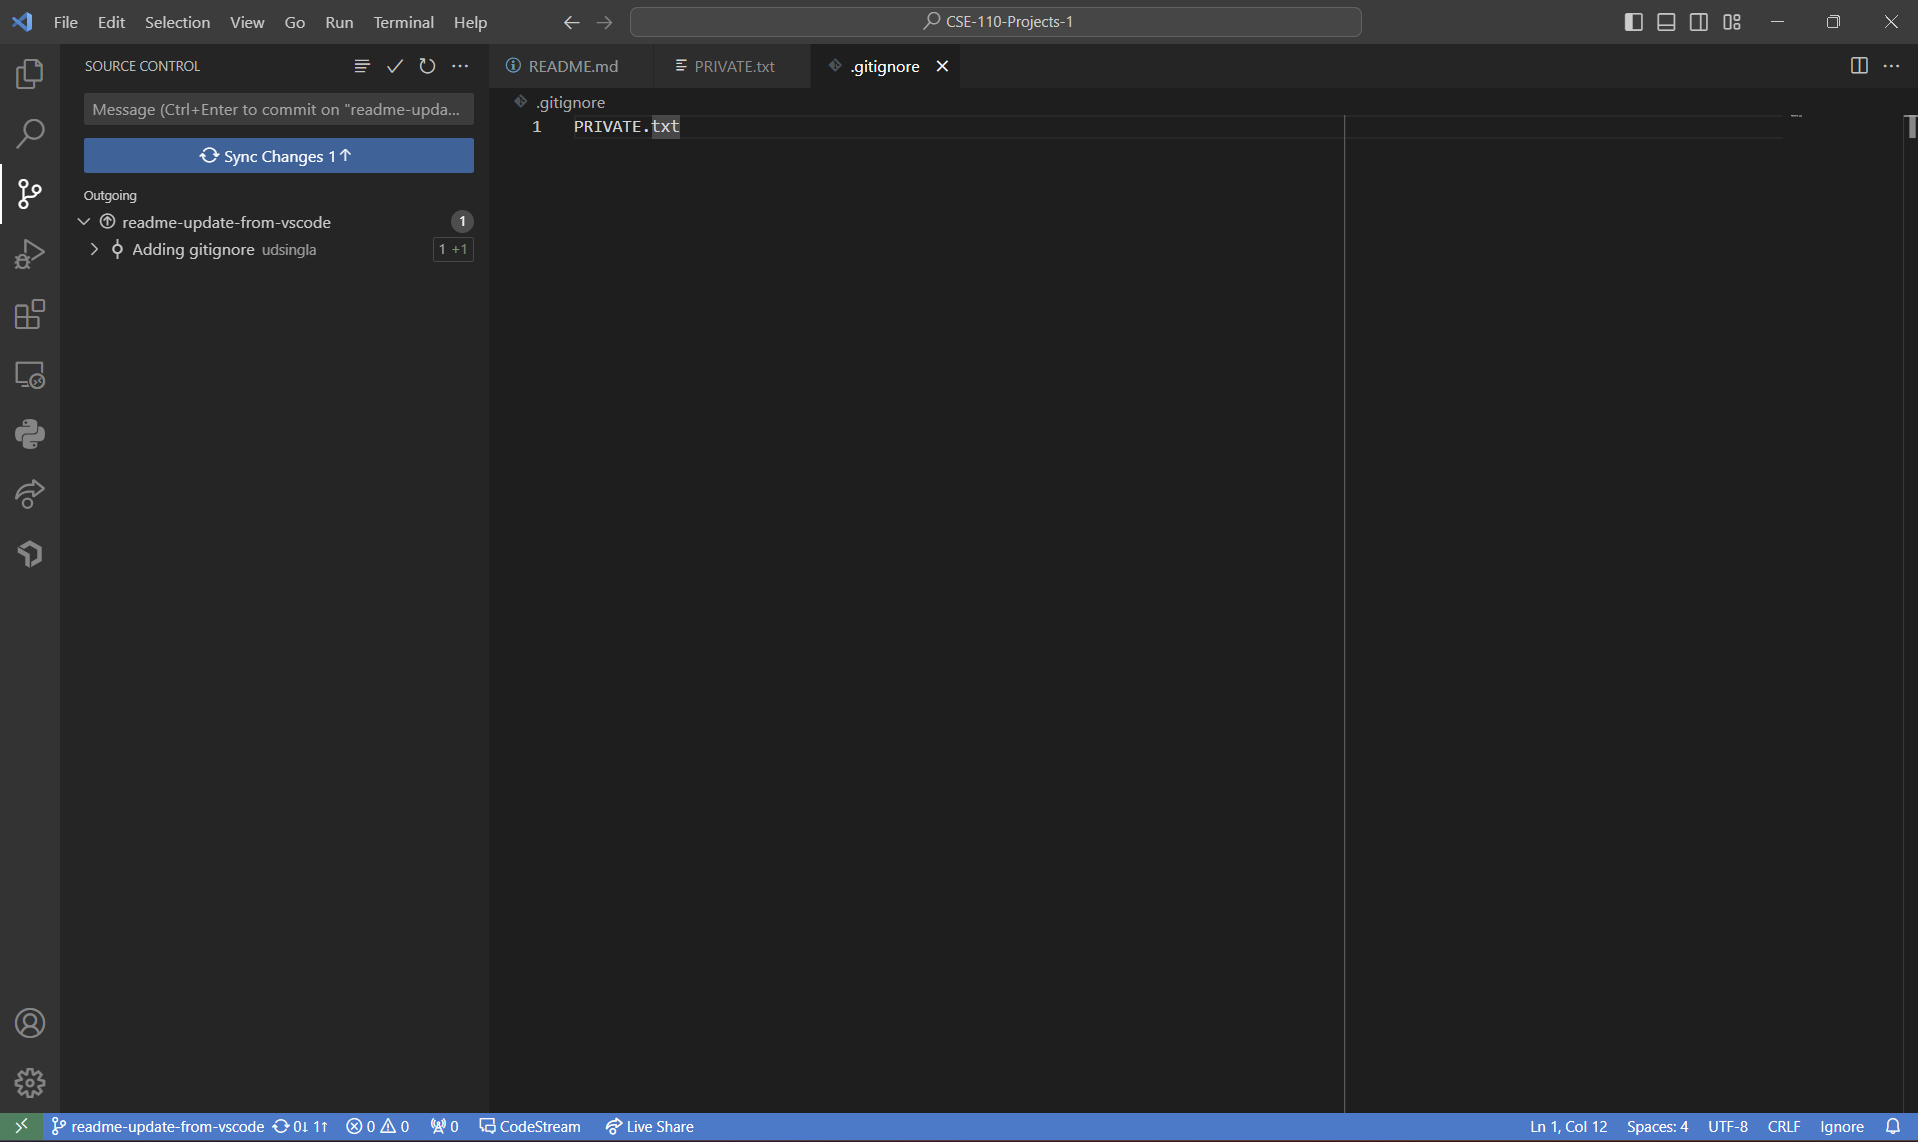 File Edit Selection View Go Run Terminal Help
CSE-110-Projects-1
SOURCE CONTROL
README.md
PRIVATE.txt
.gitignore
Message (Ctrl+Enter to commit on "readme-upda...
Sync Changes 1↑
Outgoing
readme-update-from-vscode 1
Adding gitignore udsingla 1 +1
.gitignore
1 PRIVATE.txt
readme-update-from-vscode 0↓ 1↑ 0 0 0 CodeStream Live Share Ln 1, Col 12 Spaces: 4 UTF-8 CRLF Ignore